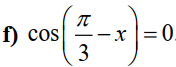 f) cos(π/3 − x) = 0.